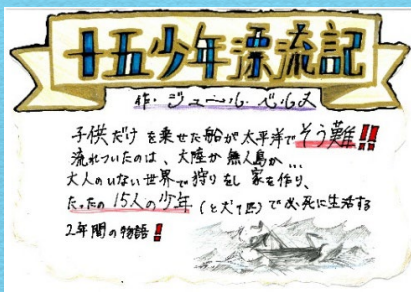 十五少年漂流記
作・ジュール・ベルヌ
子供だけを乗せた船が太平洋でそう難!!
流れついたのは、大陸か無人島か…
大人のいない世界で狩りをし家を作り、
たったの15人の少年(と犬1匹)で必死に生活する
2年間の物語!